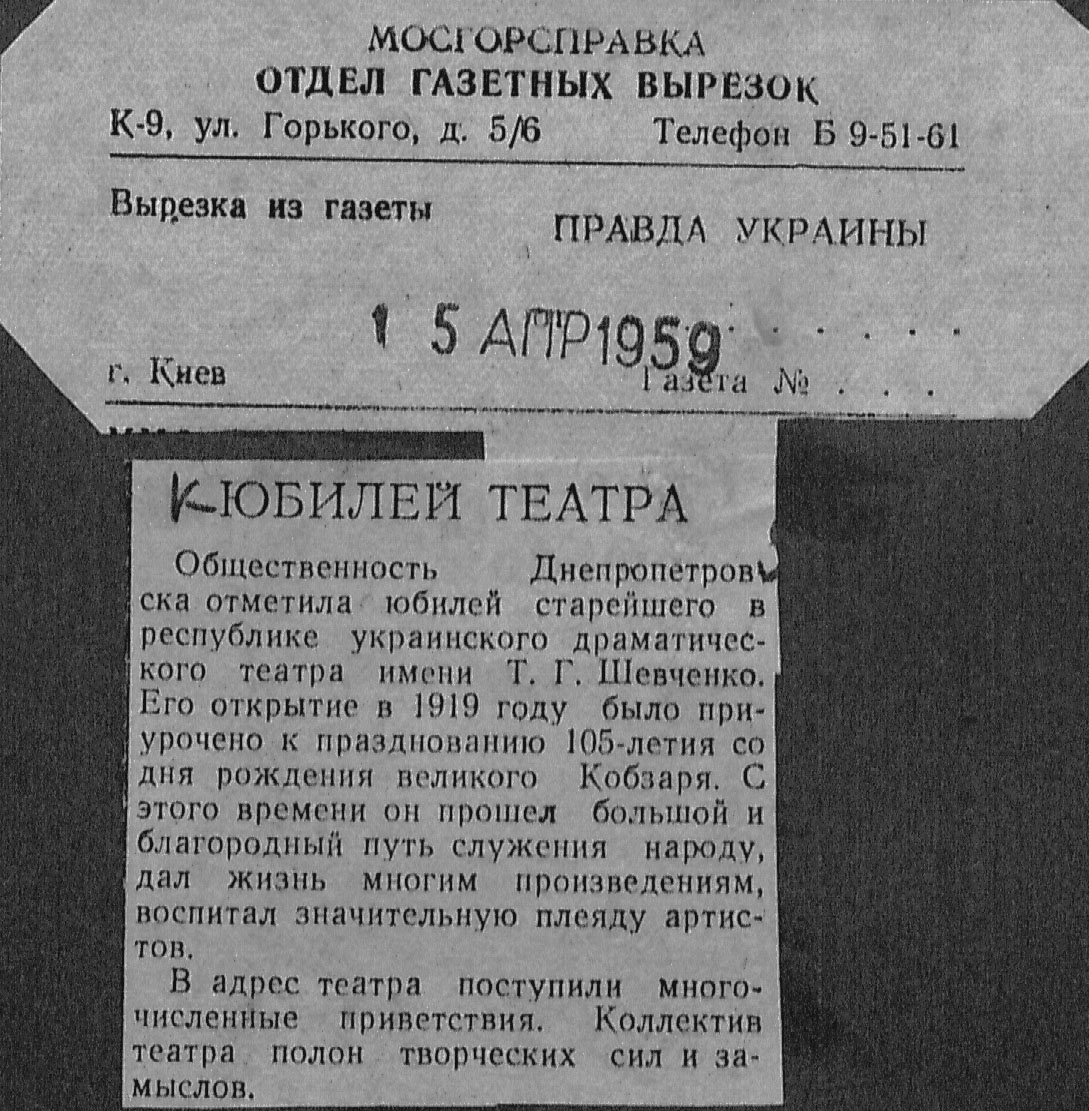 МОСГОРСПРАВКА
ОТДЕЛ ГАЗЕТНЫХ ВЫРЕЗОК
К-9, ул. Горького, д. 5/6 Телефон Б 9-51-61
Вырезка из газеты
ПРАВДА УКРАИНЫ
15 АПР 1959
г. Киев Газета № . . .
К ЮБИЛЕЙ ТЕАТРА
Общественность Днепропетров-
ска отметила юбилей старейшего в
республике украинского драматичес-
кого театра имени Т. Г. Шевченко.
Его открытие в 1919 году было при-
урочено к празднованию 105-летия со
дня рождения великого Кобзаря. С
этого времени он прошел большой и
благородный путь служения народу,
дал жизнь многим произведениям,
воспитал значительную плеяду артис-
тов.
В адрес театра поступили много-
численные приветствия. Коллектив
театра полон творческих сил и за-
мыслов.